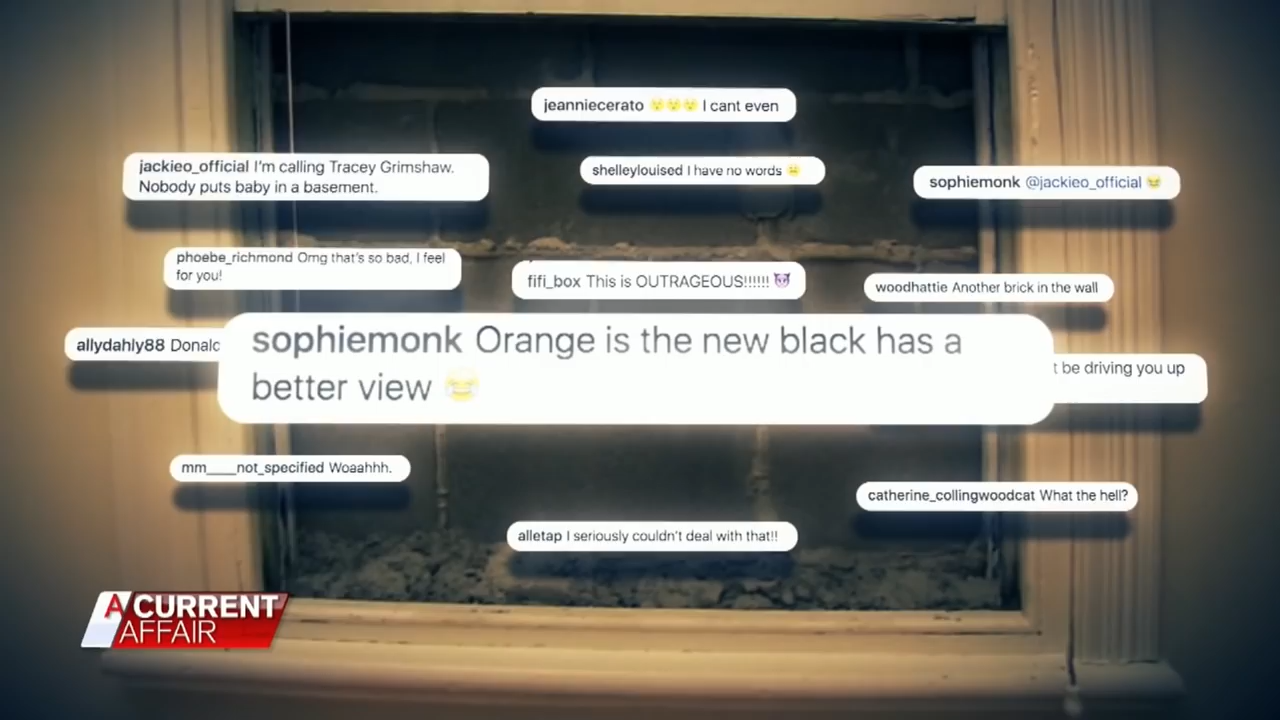 jeanniecerato 😯😯😯 I cant even
jackieo_official I'm calling Tracey Grimshaw.
Nobody puts baby in a basement.
shelleylouised I have no words 😕
sophiemonk @jackieo_official 😂
phoebe_richmond Omg that's so bad, I feel
for you!
fifi_box This is OUTRAGEOUS!!!!!! 😈
woodhattie Another brick in the wall
allydahly88
sophiemonk Orange is the new black has a
better view 😂
be driving you up
mm____not_specified Woaahhh.
catherine_collingwoodcat What the hell?
alletap I seriously couldn't deal with that!!
A CURRENT
AFFAIR